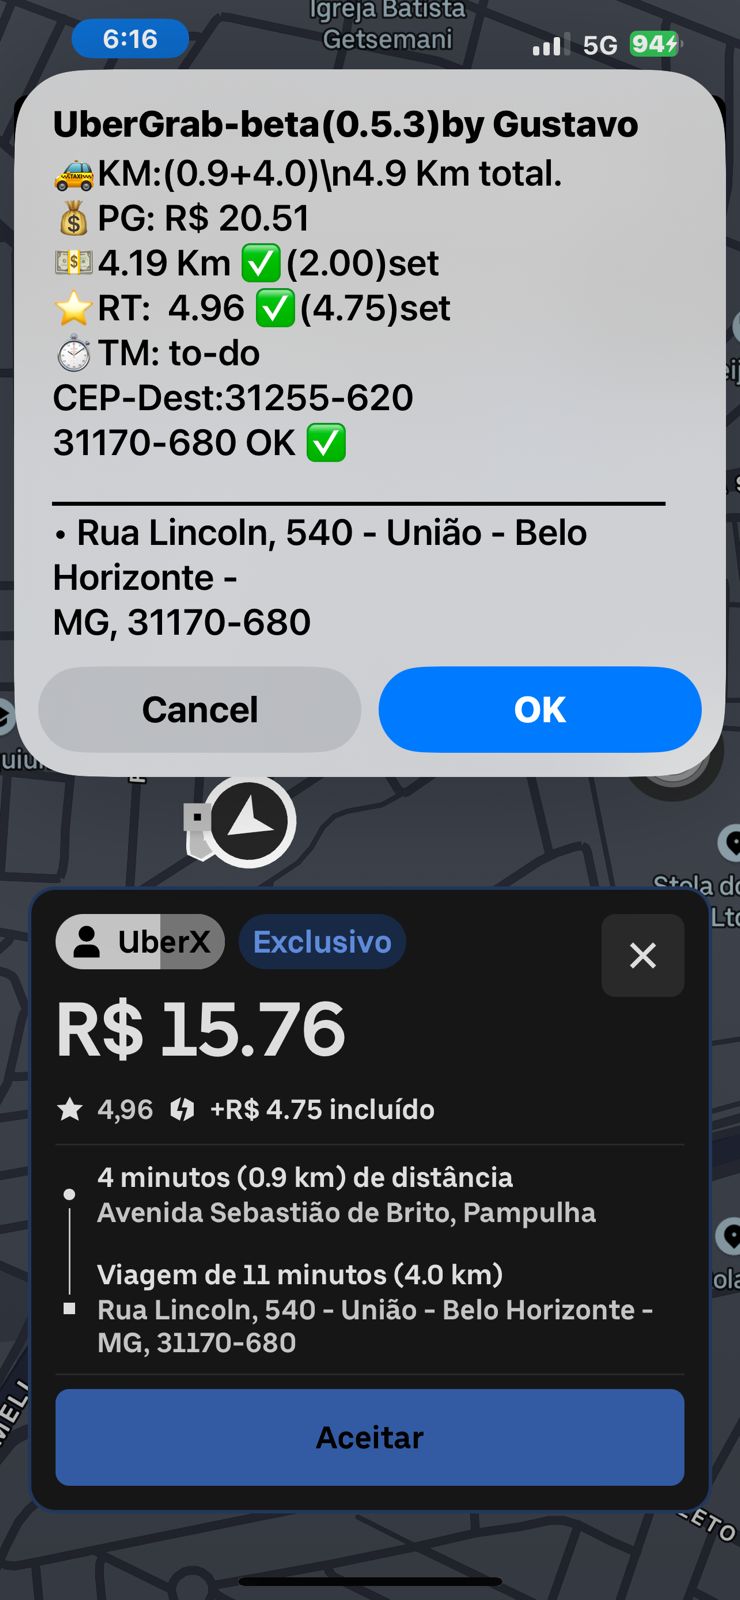 Igreja Batista
Getsemani
6:16
5G 94
UberGrab-beta(0.5.3)by Gustavo
🚕KM:(0.9+4.0)\n4.9 Km total.
💰PG: R$ 20.51
💵4.19 Km ✅(2.00)set
⭐RT: 4.96 ✅(4.75)set
⏱TM: to-do
CEP-Dest:31255-620
31170-680 OK ✅
• Rua Lincoln, 540 - União - Belo
Horizonte -
MG, 31170-680
Cancel
OK
UberX
Exclusivo
R$ 15.76
4,96 +R$ 4.75 incluído
4 minutos (0.9 km) de distância
Avenida Sebastião de Brito, Pampulha
Viagem de 11 minutos (4.0 km)
Rua Lincoln, 540 - União - Belo Horizonte -
MG, 31170-680
Aceitar